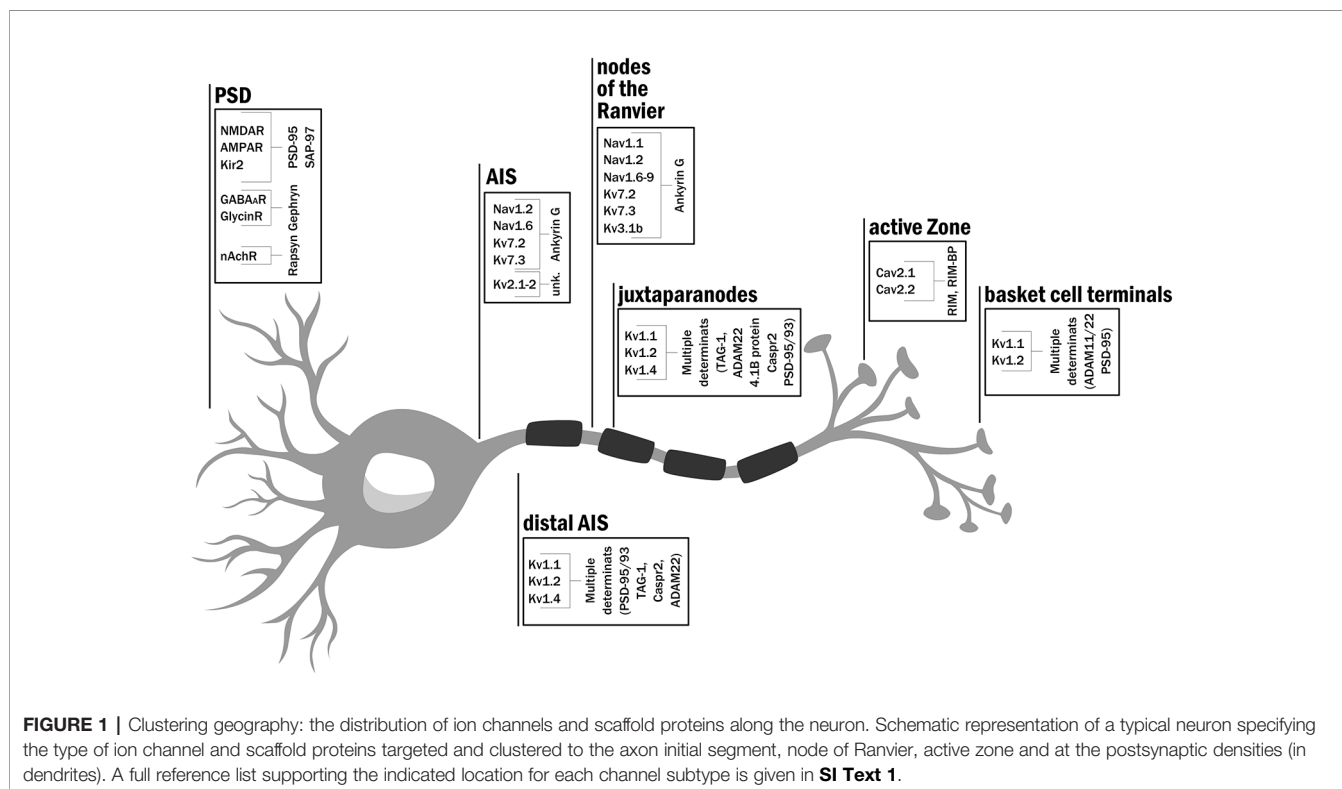 PSD
NMDAR
AMPAR
Kir2
PSD-95
SAP-97
GABAAR
GlycinR
Gephryn
nAchR
Rapsyn
AIS
Nav1.2
Nav1.6
Kv7.2
Kv7.3
Ankyrin G
Kv2.1-2
unk.
nodes
of the
Ranvier
Nav1.1
Nav1.2
Nav1.6-9
Kv7.2
Kv7.3
Kv3.1b
Ankyrin G
juxtaparanodes
Kv1.1
Kv1.2
Kv1.4
Multiple
determinats
(TAG-1,
ADAM22
4.1B protein
Caspr2
PSD-95/93)
active Zone
Cav2.1
Cav2.2
RIM, RIM-BP
basket cell terminals
Kv1.1
Kv1.2
Multiple
determinats
(ADAM11/22
PSD-95)
distal AIS
Kv1.1
Kv1.2
Kv1.4
Multiple
determinats
(PSD-95/93
TAG-1,
Caspr2,
ADAM22)
FIGURE 1 | Clustering geography: the distribution of ion channels and scaffold proteins along the neuron. Schematic representation of a typical neuron specifying
the type of ion channel and scaffold proteins targeted and clustered to the axon initial segment, node of Ranvier, active zone and at the postsynaptic densities (in
dendrites). A full reference list supporting the indicated location for each channel subtype is given in SI Text 1.